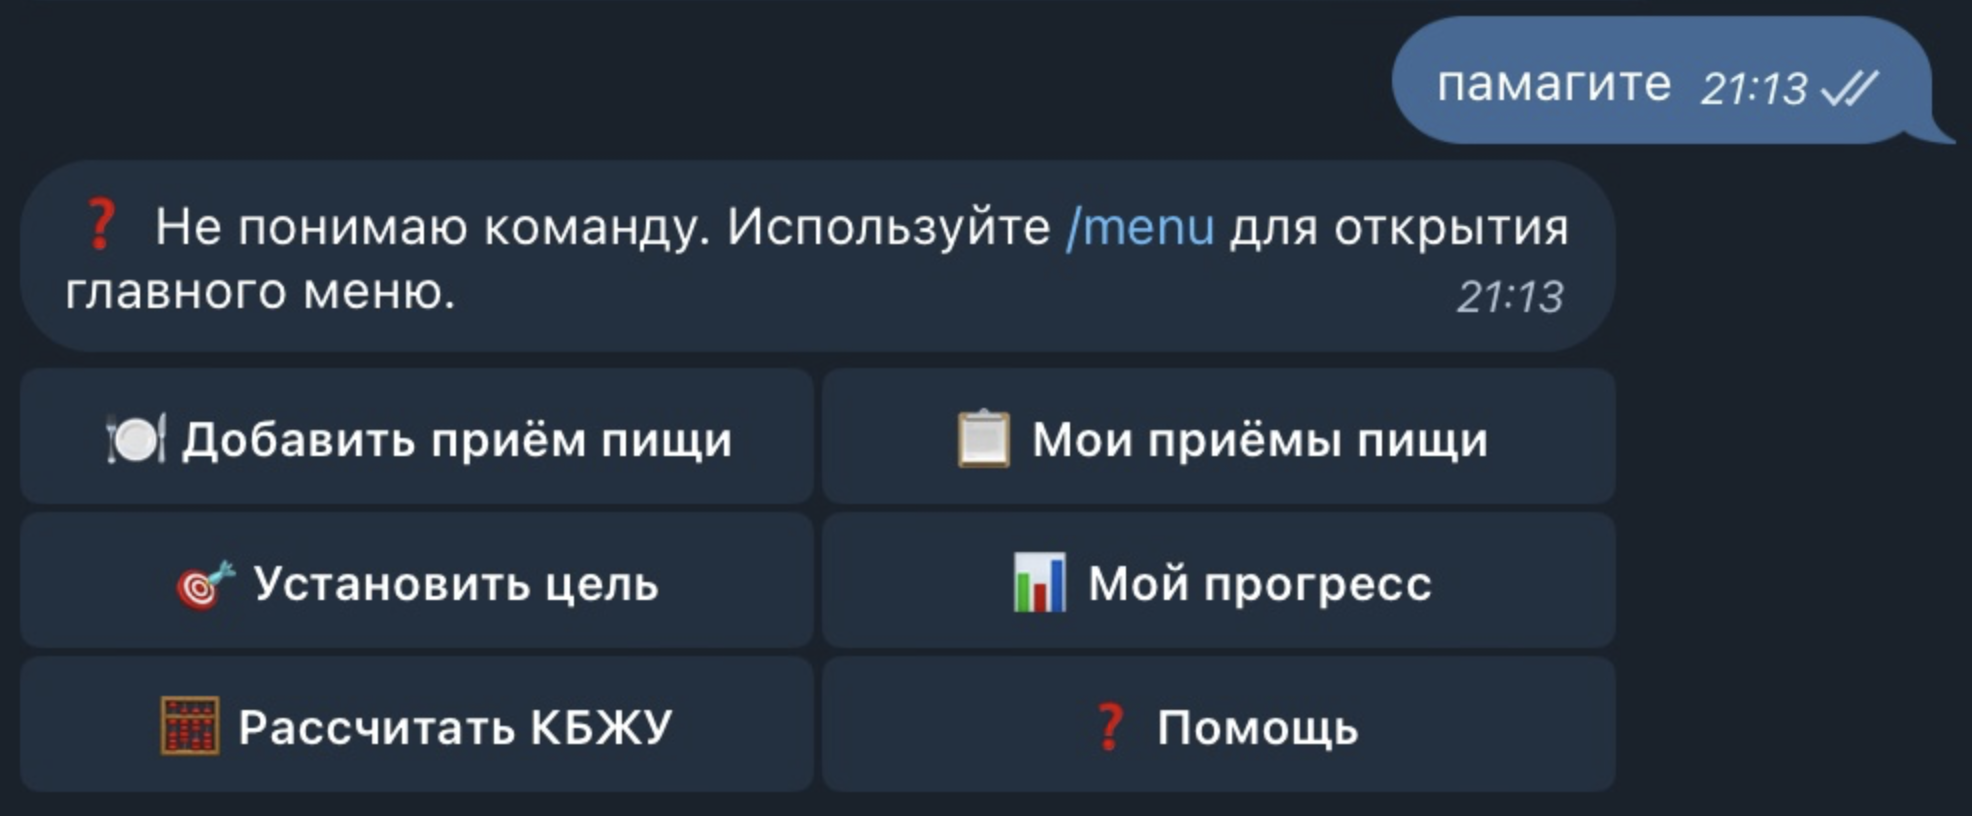 памагите 21:13
❓ Не понимаю команду. Используйте /menu для открытия
главного меню. 21:13
🍽 Добавить приём пищи
📋 Мои приёмы пищи
🎯 Установить цель
📊 Мой прогресс
🧮 Рассчитать КБЖУ
❓ Помощь